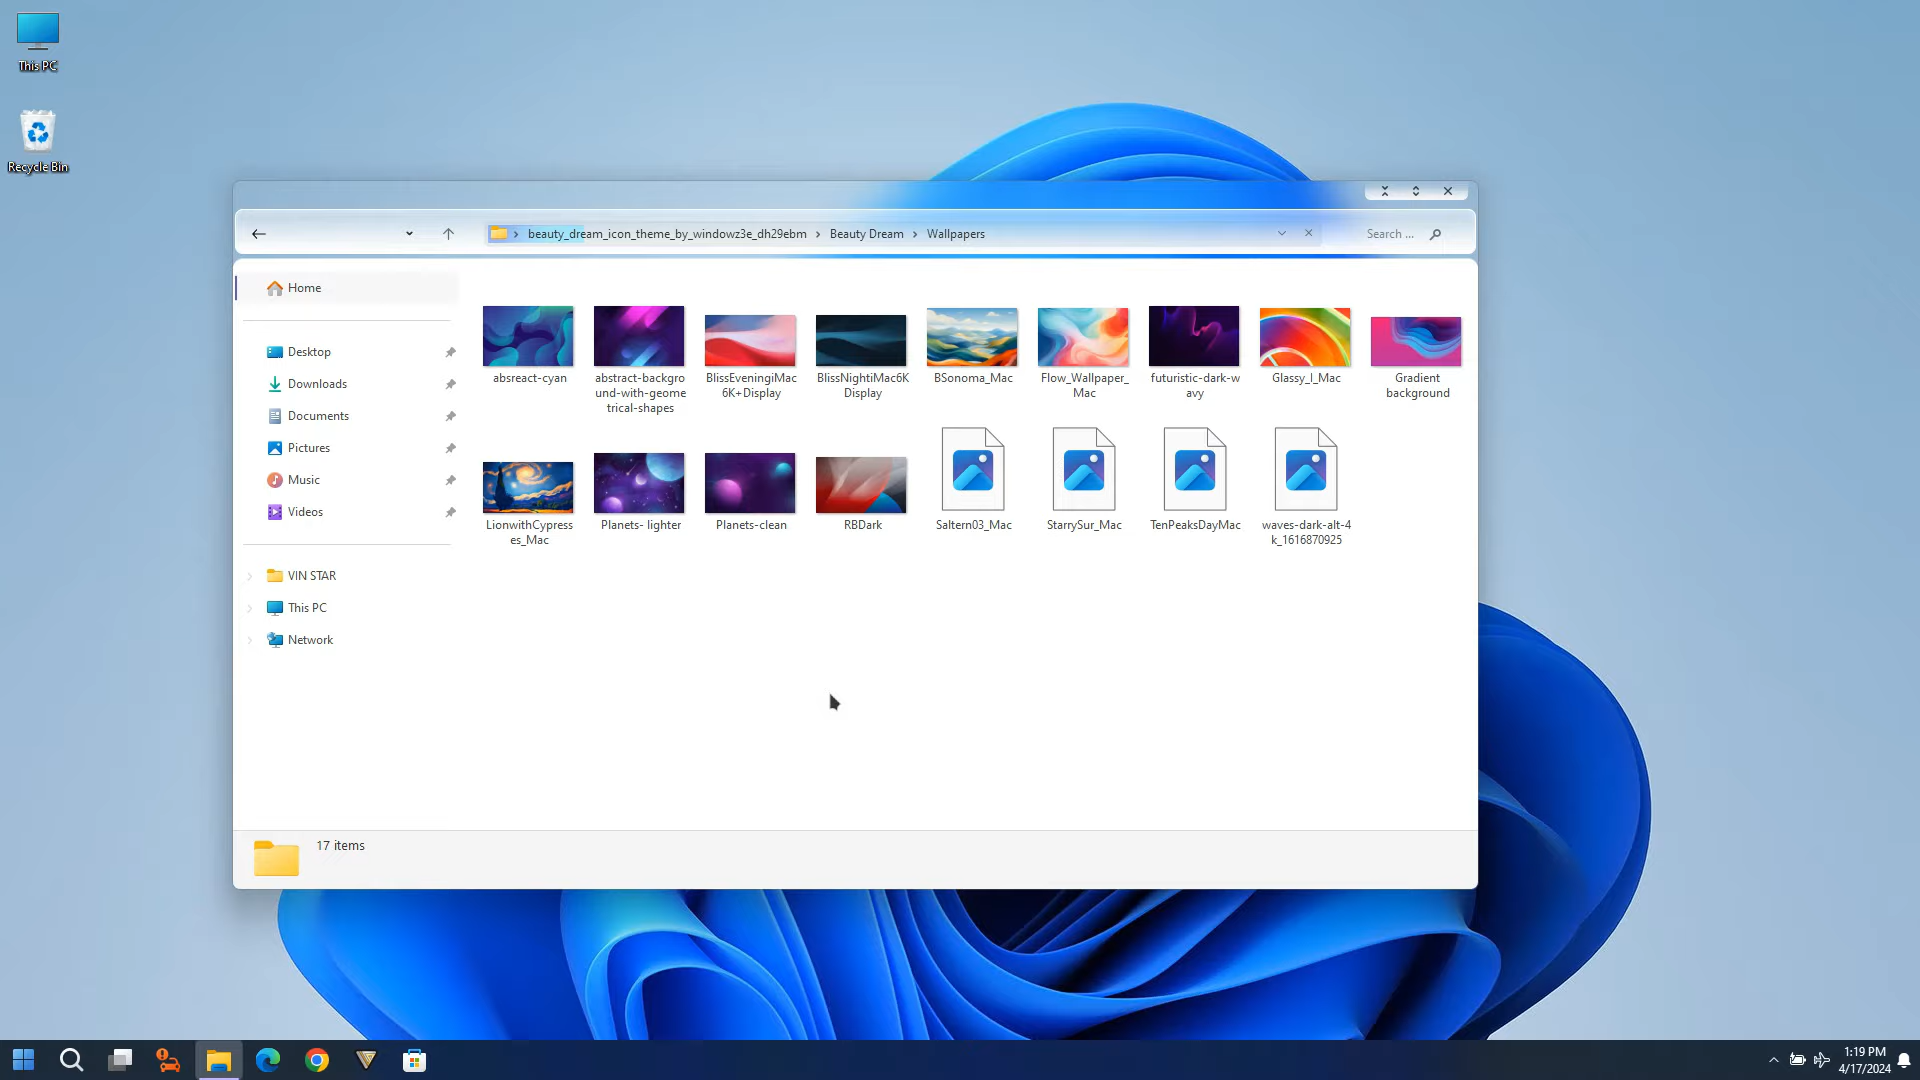 This PC
Recycle Bin
beauty_dream_icon_theme_by_windowz3e_dh29ebm
Beauty Dream
Wallpapers
Search ...
Home
Desktop
Downloads
Documents
Pictures
Music
Videos
VIN STAR
This PC
Network
absreact-cyan
abstract-backgro
und-with-geome
trical-shapes
BlissEveningiMac
6K+Display
BlissNightiMac6K
Display
BSonoma_Mac
Flow_Wallpaper_
Mac
futuristic-dark-w
avy
Glassy_I_Mac
Gradient
background
LionwithCypress
es_Mac
Planets- lighter
Planets-clean
RBDark
Saltern03_Mac
StarrySur_Mac
TenPeaksDayMac
waves-dark-alt-4
k_1616870925
17 items
1:19 PM
4/17/2024